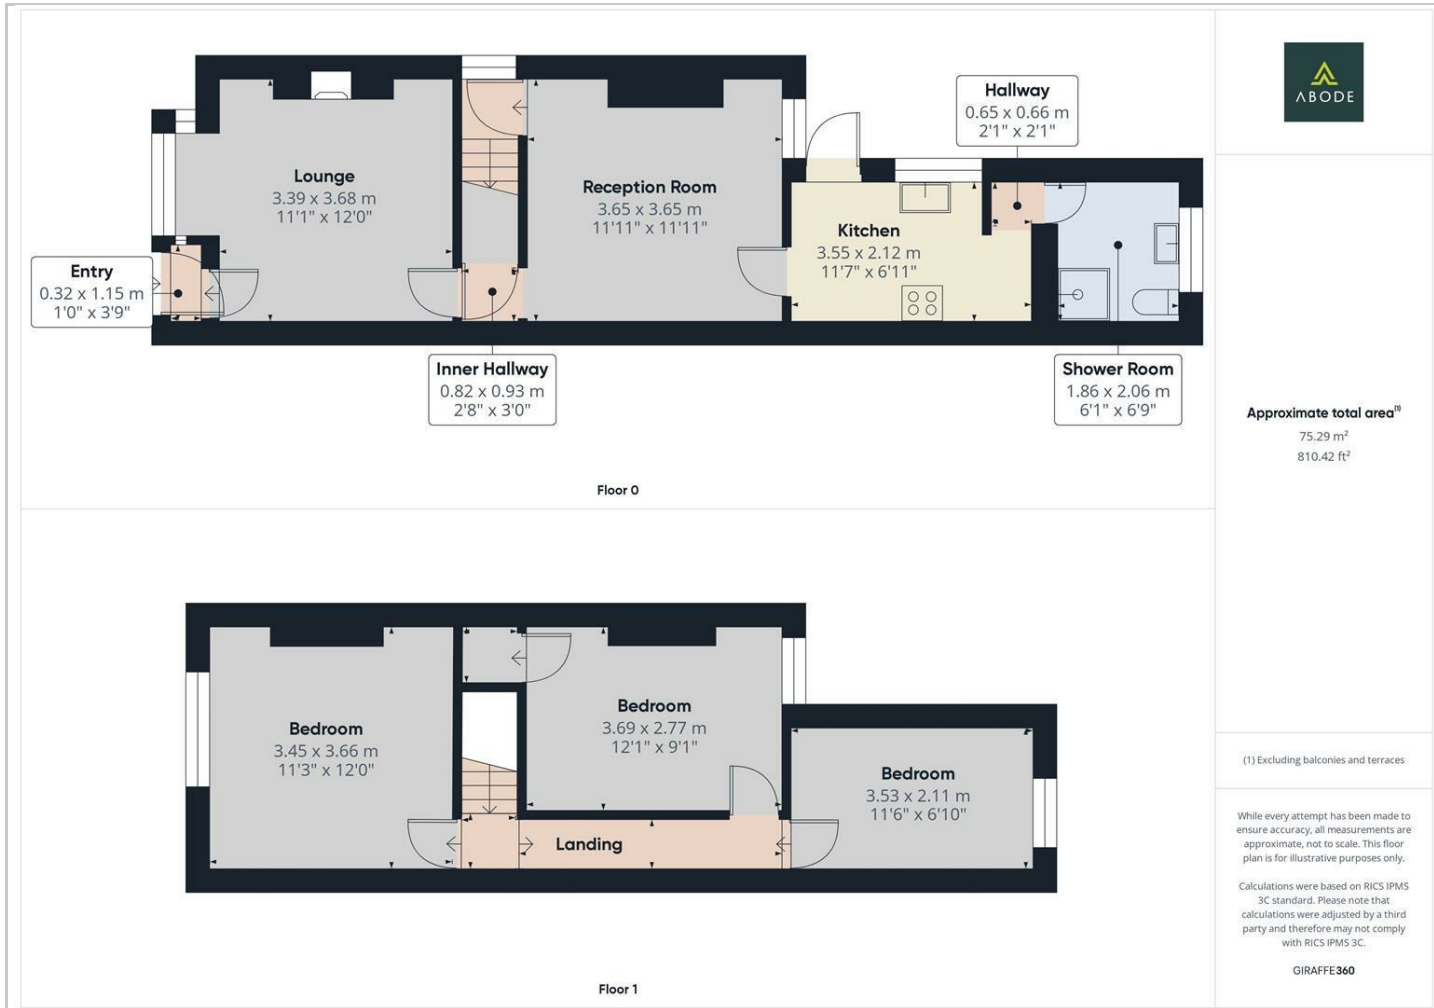 Lounge
3.39 x 3.68 m
11'1" x 12'0"
Entry
0.32 x 1.15 m
1'0" x 3'9"
Inner Hallway
0.82 x 0.93 m
2'8" x 3'0"
Reception Room
3.65 x 3.65 m
11'11" x 11'11"
Kitchen
3.55 x 2.12 m
11'7" x 6'11"
Hallway
0.65 x 0.66 m
2'1" x 2'1"
Shower Room
1.86 x 2.06 m
6'1" x 6'9"
Floor 0
Bedroom
3.45 x 3.66 m
11'3" x 12'0"
Bedroom
3.69 x 2.77 m
12'1" x 9'1"
Landing
Bedroom
3.53 x 2.11 m
11'6" x 6'10"
Floor 1
ABODE
Approximate total area(1)
75.29 m²
810.42 ft²
(1) Excluding balconies and terraces
While every attempt has been made to
ensure accuracy, all measurements are
approximate, not to scale. This floor
plan is for illustrative purposes only.
Calculations were based on RICS IPMS
3C standard. Please note that
calculations were adjusted by a third
party and therefore may not comply
with RICS IPMS 3C.
GIRAFFE360